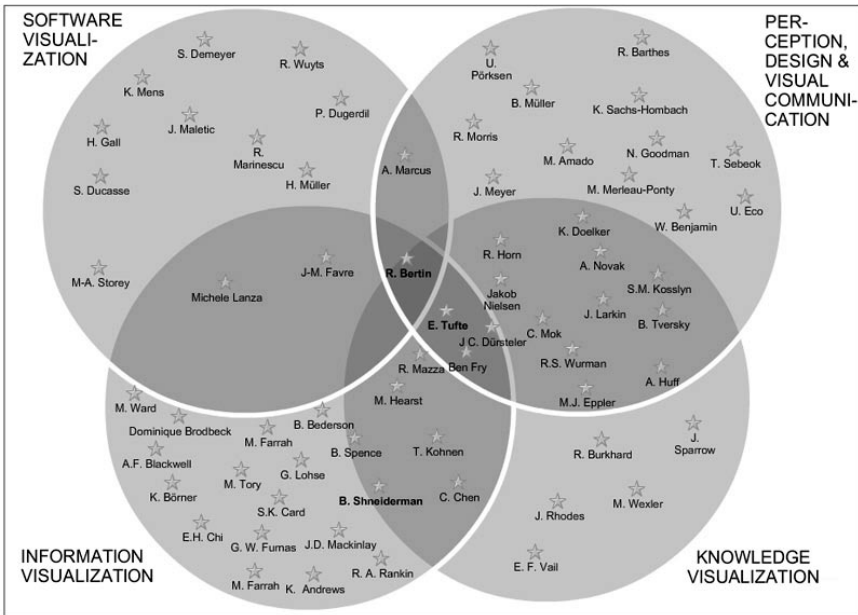 SOFTWARE
VISUALI-
ZATION
S. Demeyer
R. Wuyts
K. Mens
P. Dugerdil
J. Maletic
H. Gall
R.
Marinescu
H. Müller
S. Ducasse
M-A. Storey
J-M. Favre
Michele Lanza
A. Marcus
R. Bertin
PER-
CEPTION,
DESIGN &
VISUAL
COMMUNI-
CATION
U.
Pörksen
R. Barthes
B. Müller
K. Sachs-Hombach
R. Morris
M. Amado
N. Goodman
T. Sebeok
J. Meyer
M. Merleau-Ponty
U. Eco
W. Benjamin
K. Doelker
R. Horn
A. Novak
Jakob
Nielsen
S.M. Kosslyn
J. Larkin
B. Tversky
C. Mok
R.S. Wurman
A. Huff
M.J. Eppler
E. Tufte
J C. Dürsteler
R. Mazza
Ben Fry
M. Hearst
M. Ward
Dominique Brodbeck
B. Bederson
M. Farrah
B. Spence
T. Kohnen
A.F. Blackwell
G. Lohse
M. Tory
K. Börner
S.K. Card
B. Shneiderman
C. Chen
E.H. Chi
G. W. Furnas
J.D. Mackinlay
R. A. Rankin
M. Farrah
K. Andrews
INFORMATION
VISUALIZATION
J.
Sparrow
R. Burkhard
M. Wexler
J. Rhodes
E. F. Vail
KNOWLEDGE
VISUALIZATION